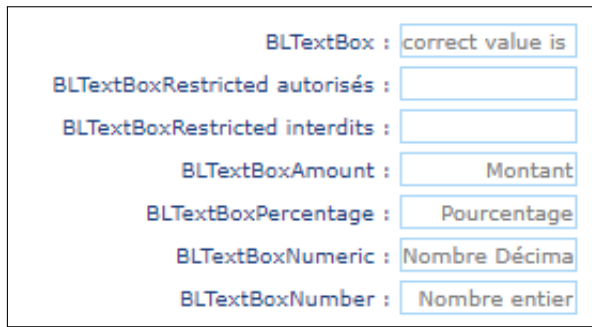 BLTextBox : correct value is
BLTextBoxRestricted autorisés :
BLTextBoxRestricted interdits :
BLTextBoxAmount : Montant
BLTextBoxPercentage : Pourcentage
BLTextBoxNumeric : Nombre Décima
BLTextBoxNumber : Nombre entier